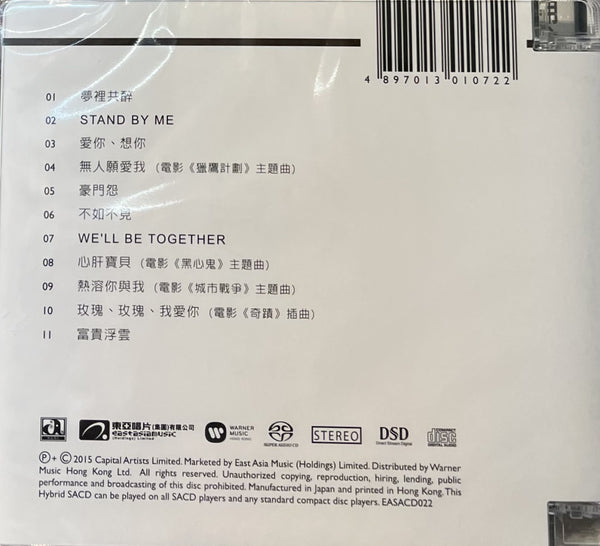 4 897013 010722
01 夢裡共醉
02 STAND BY ME
03 愛你、想你
04 無人願愛我 (電影《獵鷹計劃》主題曲)
05 豪門怨
06 不如不見
07 WE'LL BE TOGETHER
08 心肝寶貝 (電影《黑心鬼》主題曲)
09 熱溶你與我 (電影《城市戰爭》主題曲)
10 玫瑰、玫瑰、我愛你 (電影《奇蹟》插曲)
11 富貴浮雲
東亞唱片(集團)有限公司
eastasiamusic
(Holdings) Limited
WARNER
MUSIC
HONG KONG
SUPER AUDIO CD
STEREO
DSD
Direct Stream Digital
COMPACT
disc
DIGITAL AUDIO
Ⓟ + © 2015 Capital Artists Limited. Marketed by East Asia Music (Holdings) Limited. Distributed by Warner
Music Hong Kong Ltd. All rights reserved. Unauthorized copying, reproduction, hiring, lending, public
performance and broadcasting of this disc prohibited. Manufactured in Japan and printed in Hong Kong. This
Hybrid SACD can be played on all SACD players and any standard compact disc players. EASACD022